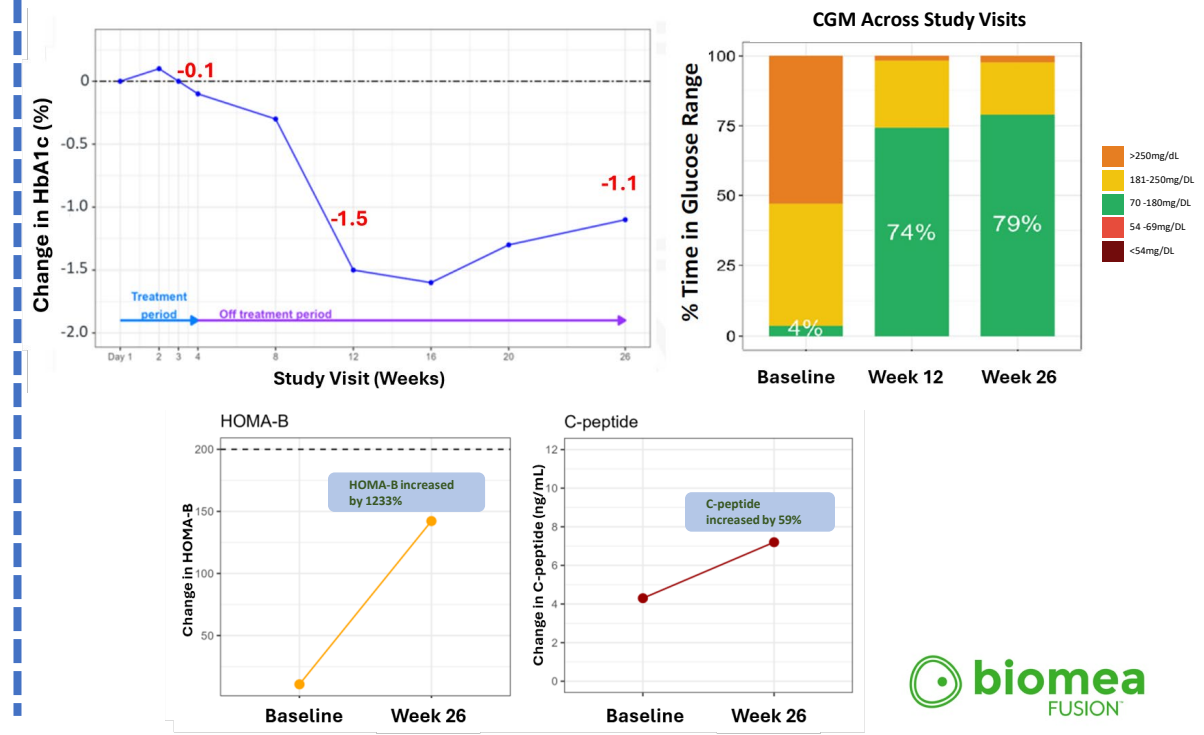 Change in HbA1c (%)
0
-0.5
-1.0
-1.5
-2.0
-0.1
-1.5
-1.1
Treatment
period
Off treatment period
Day 1
2
3
4
8
12
16
20
26
Study Visit (Weeks)
CGM Across Study Visits
% Time in Glucose Range
100
75
50
25
0
4%
74%
79%
Baseline
Week 12
Week 26
>250mg/dL
181-250mg/DL
70 -180mg/DL
54 -69mg/DL
<54mg/DL
HOMA-B
Change in HOMA-B
200
150
100
50
HOMA-B increased
by 1233%
Baseline
Week 26
C-peptide
Change in C-peptide (ng/mL)
12
10
8
6
4
2
0
C-peptide
increased by 59%
Baseline
Week 26
biomea
FUSION™